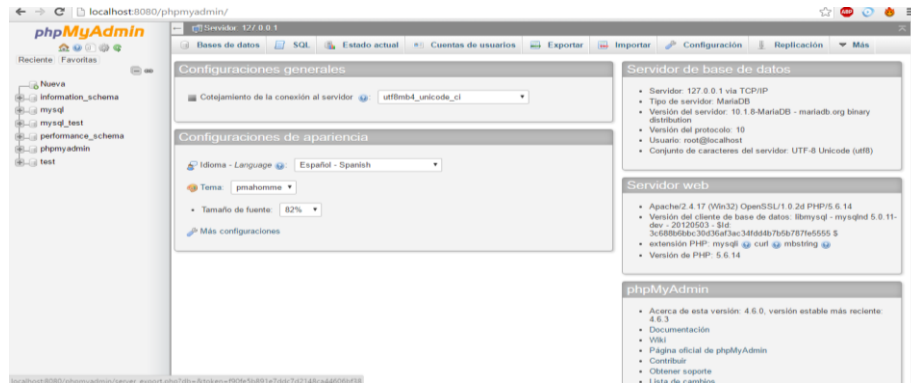 localhost:8080/phpmyadmin/
phpMyAdmin
Reciente Favoritas
Nueva
information_schema
mysql
mysql_test
performance_schema
phpmyadmin
test
Servidor: 127.0.0.1
Bases de datos SQL Estado actual Cuentas de usuarios Exportar Importar Configuración Replicación Más
Configuraciones generales
Cotejamiento de la conexión al servidor utf8mb4_unicode_ci
Configuraciones de apariencia
Idioma - Language Español - Spanish
Tema: pmahomme
Tamaño de fuente: 82%
Más configuraciones
Servidor de base de datos
Servidor: 127.0.0.1 via TCP/IP
Tipo de servidor: MariaDB
Versión del servidor: 10.1.8-MariaDB - mariadb.org binary
distribution
Versión del protocolo: 10
Usuario: root@localhost
Conjunto de caracteres del servidor: UTF-8 Unicode (utf8)
Servidor web
Apache/2.4.17 (Win32) OpenSSL/1.0.2d PHP/5.6.14
Versión del cliente de base de datos: libmysql - mysqlnd 5.0.11-
dev - 20120503 - $Id:
extensión PHP: mysqli curl mbstring
Versión de PHP: 5.6.14
phpMyAdmin
Acerca de esta versión: 4.6.0, versión estable más reciente:
4.6.3
Documentación
Wiki
Página oficial de phpMyAdmin
Contribuir
Obtener soporte
Lista de cambios